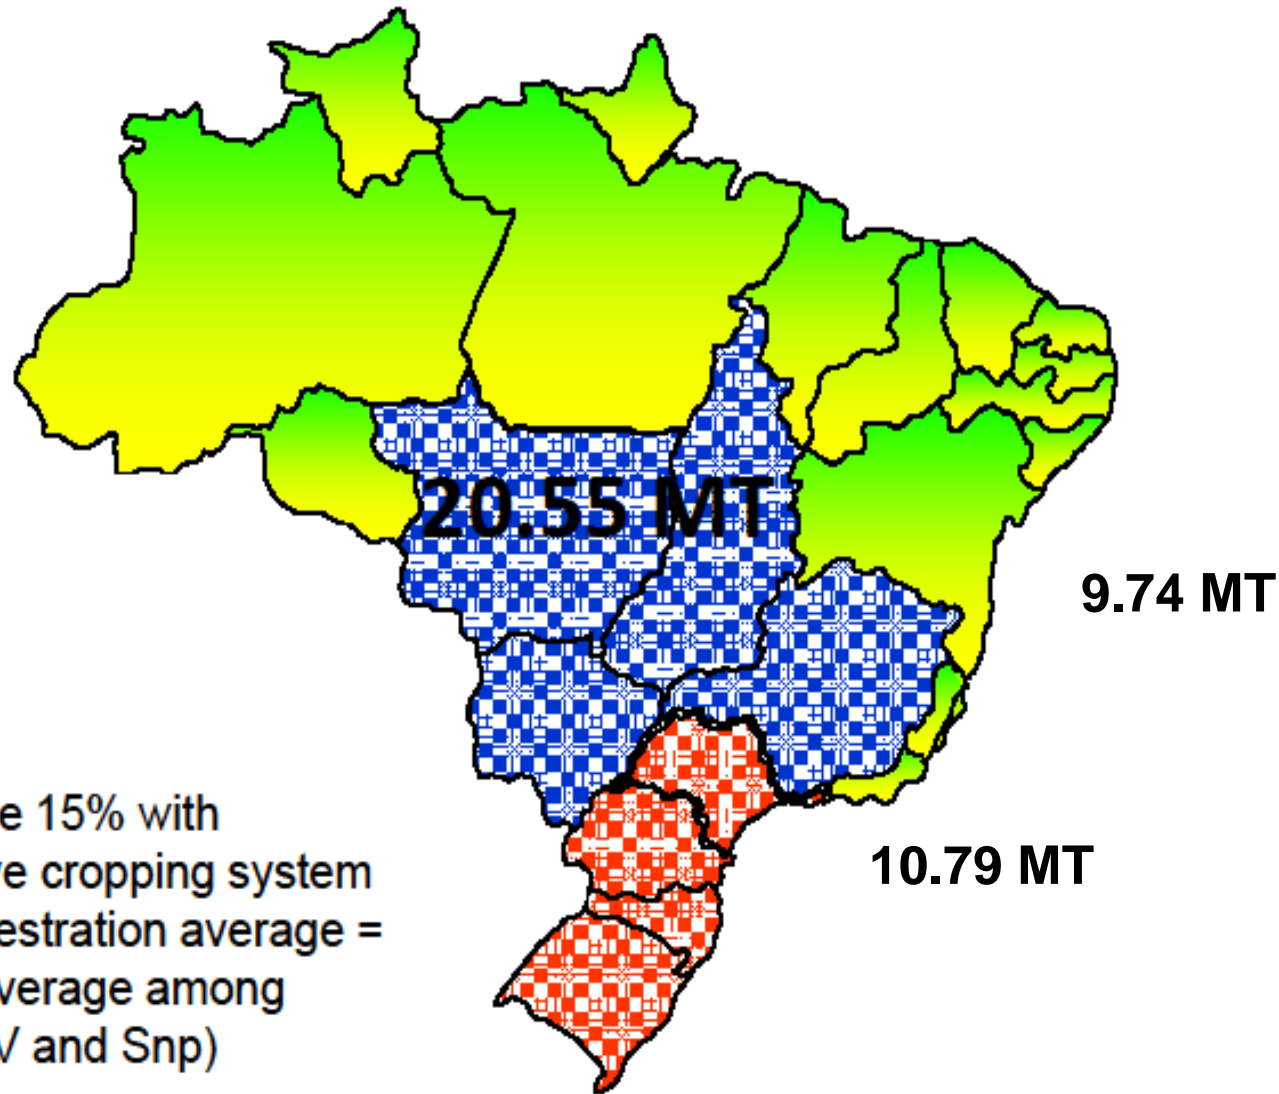 20.55 MT
9.74 MT
10.79 MT
e 15% with
e cropping system
estration average =
verage among
V and Snp)